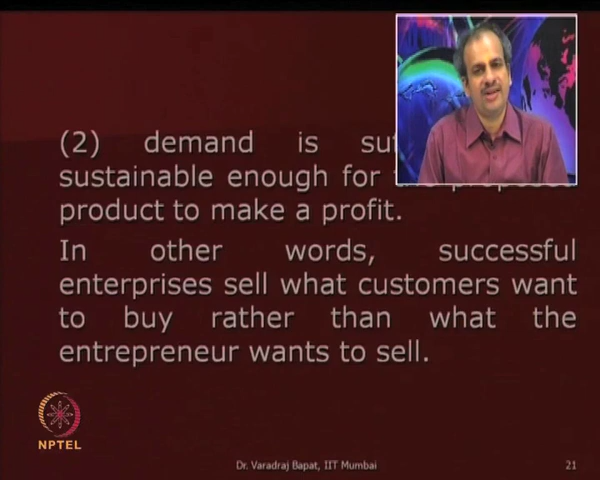 (2) demand is
sustainable enough for
product to make a profit.
In other words, successful
enterprises sell what customers want
to buy rather than what the
entrepreneur wants to sell.
NPTEL
Dr. Varadraj Bapat, IIT Mumbai
21